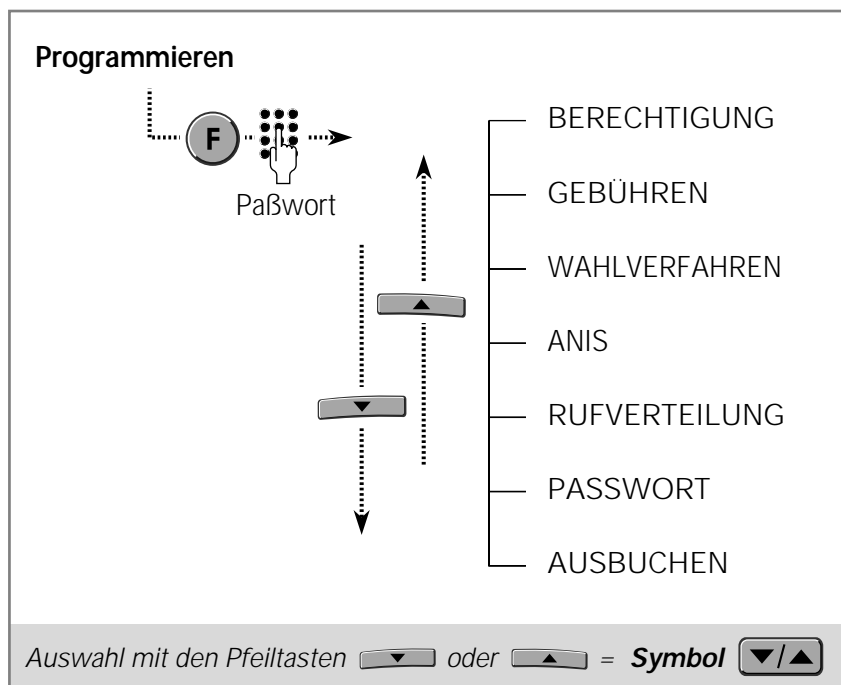 Programmieren
F
Paßwort
BERECHTIGUNG
GEBÜHREN
WAHLVERFAHREN
ANIS
RUFVERTEILUNG
PASSWORT
AUSBUCHEN
Auswahl mit den Pfeiltasten ▼ oder ▲ = Symbol ▼/▲